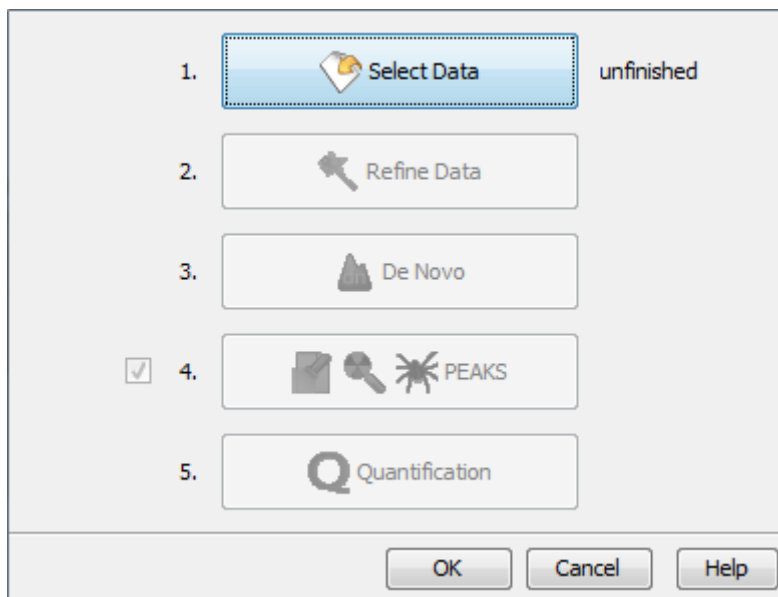 1. Select Data unfinished
2. Refine Data
3. De Novo
4. PEAKS
5. Q Quantification
OK Cancel Help